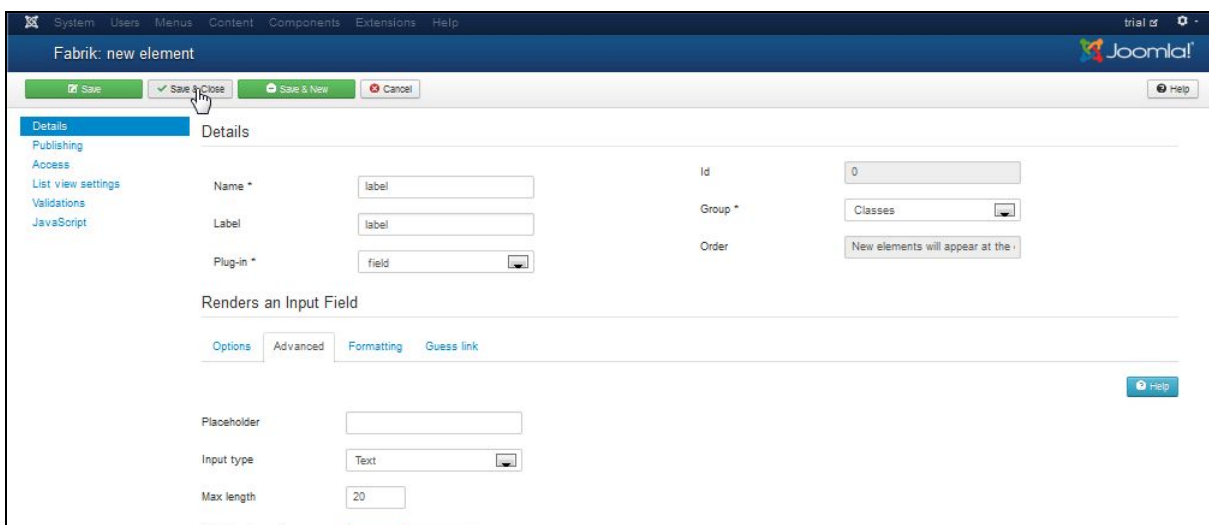 System Users Menus Content Components Extensions Help trial
Fabrik: new element Joomla!
Save Save & Close Save & New Cancel Help
Details
Publishing
Access
List view settings
Validations
JavaScript
Details
Name * label
Label label
Plug-in * field
Id 0
Group * Classes
Order New elements will appear at the
Renders an Input Field
Options Advanced Formatting Guess link
Help
Placeholder
Input type Text
Max length 20